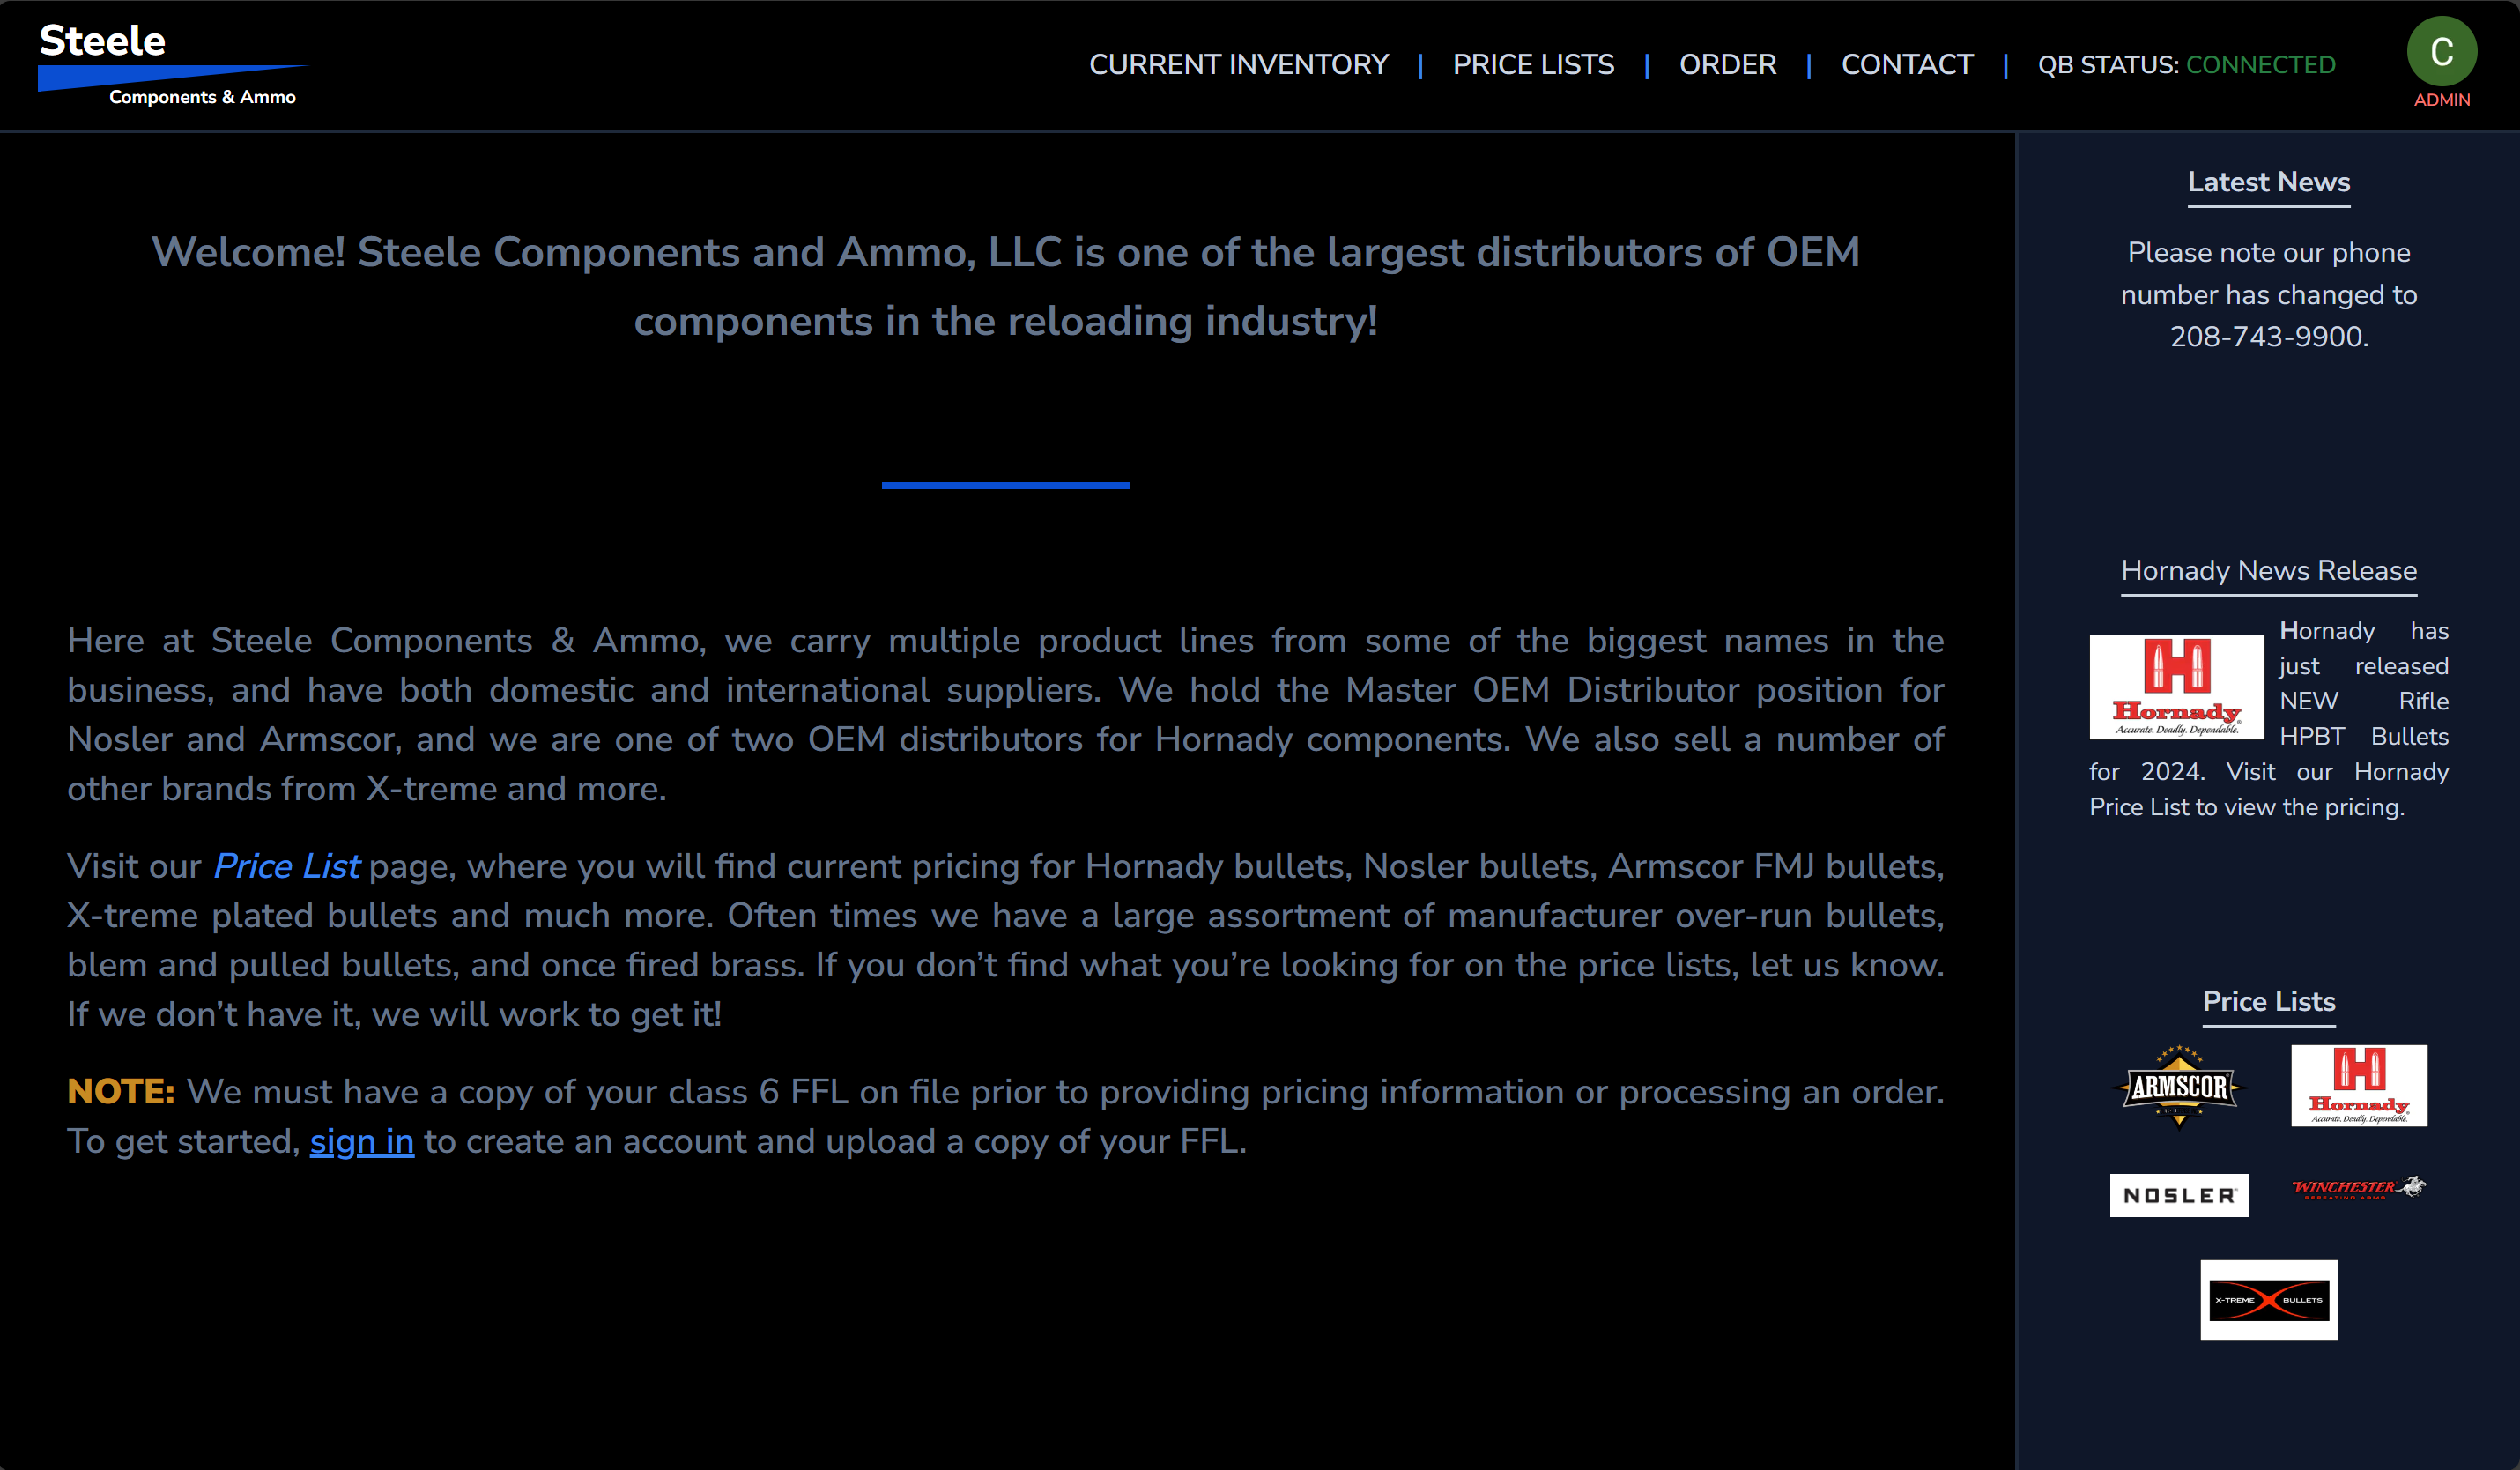 Steele
Components & Ammo
CURRENT INVENTORY | PRICE LISTS | ORDER | CONTACT | QB STATUS: CONNECTED
C
ADMIN
Welcome! Steele Components and Ammo, LLC is one of the largest distributors of OEM
components in the reloading industry!
Here at Steele Components & Ammo, we carry multiple product lines from some of the biggest names in the
business, and have both domestic and international suppliers. We hold the Master OEM Distributor position for
Nosler and Armscor, and we are one of two OEM distributors for Hornady components. We also sell a number of
other brands from X-treme and more.
Visit our Price List page, where you will find current pricing for Hornady bullets, Nosler bullets, Armscor FMJ bullets,
X-treme plated bullets and much more. Often times we have a large assortment of manufacturer over-run bullets,
blem and pulled bullets, and once fired brass. If you don’t find what you’re looking for on the price lists, let us know.
If we don’t have it, we will work to get it!
NOTE: We must have a copy of your class 6 FFL on file prior to providing pricing information or processing an order.
To get started, sign in to create an account and upload a copy of your FFL.
Latest News
Please note our phone
number has changed to
208-743-9900.
Hornady News Release
Hornady
Accurate. Deadly. Dependable.
Hornady has
just released
NEW Rifle
HPBT Bullets
for 2024. Visit our Hornady
Price List to view the pricing.
Price Lists
ARMSCOR
Hornady
Accurate. Deadly. Dependable.
NOSLER
WINCHESTER
REPEATING ARMS
X-TREME BULLETS